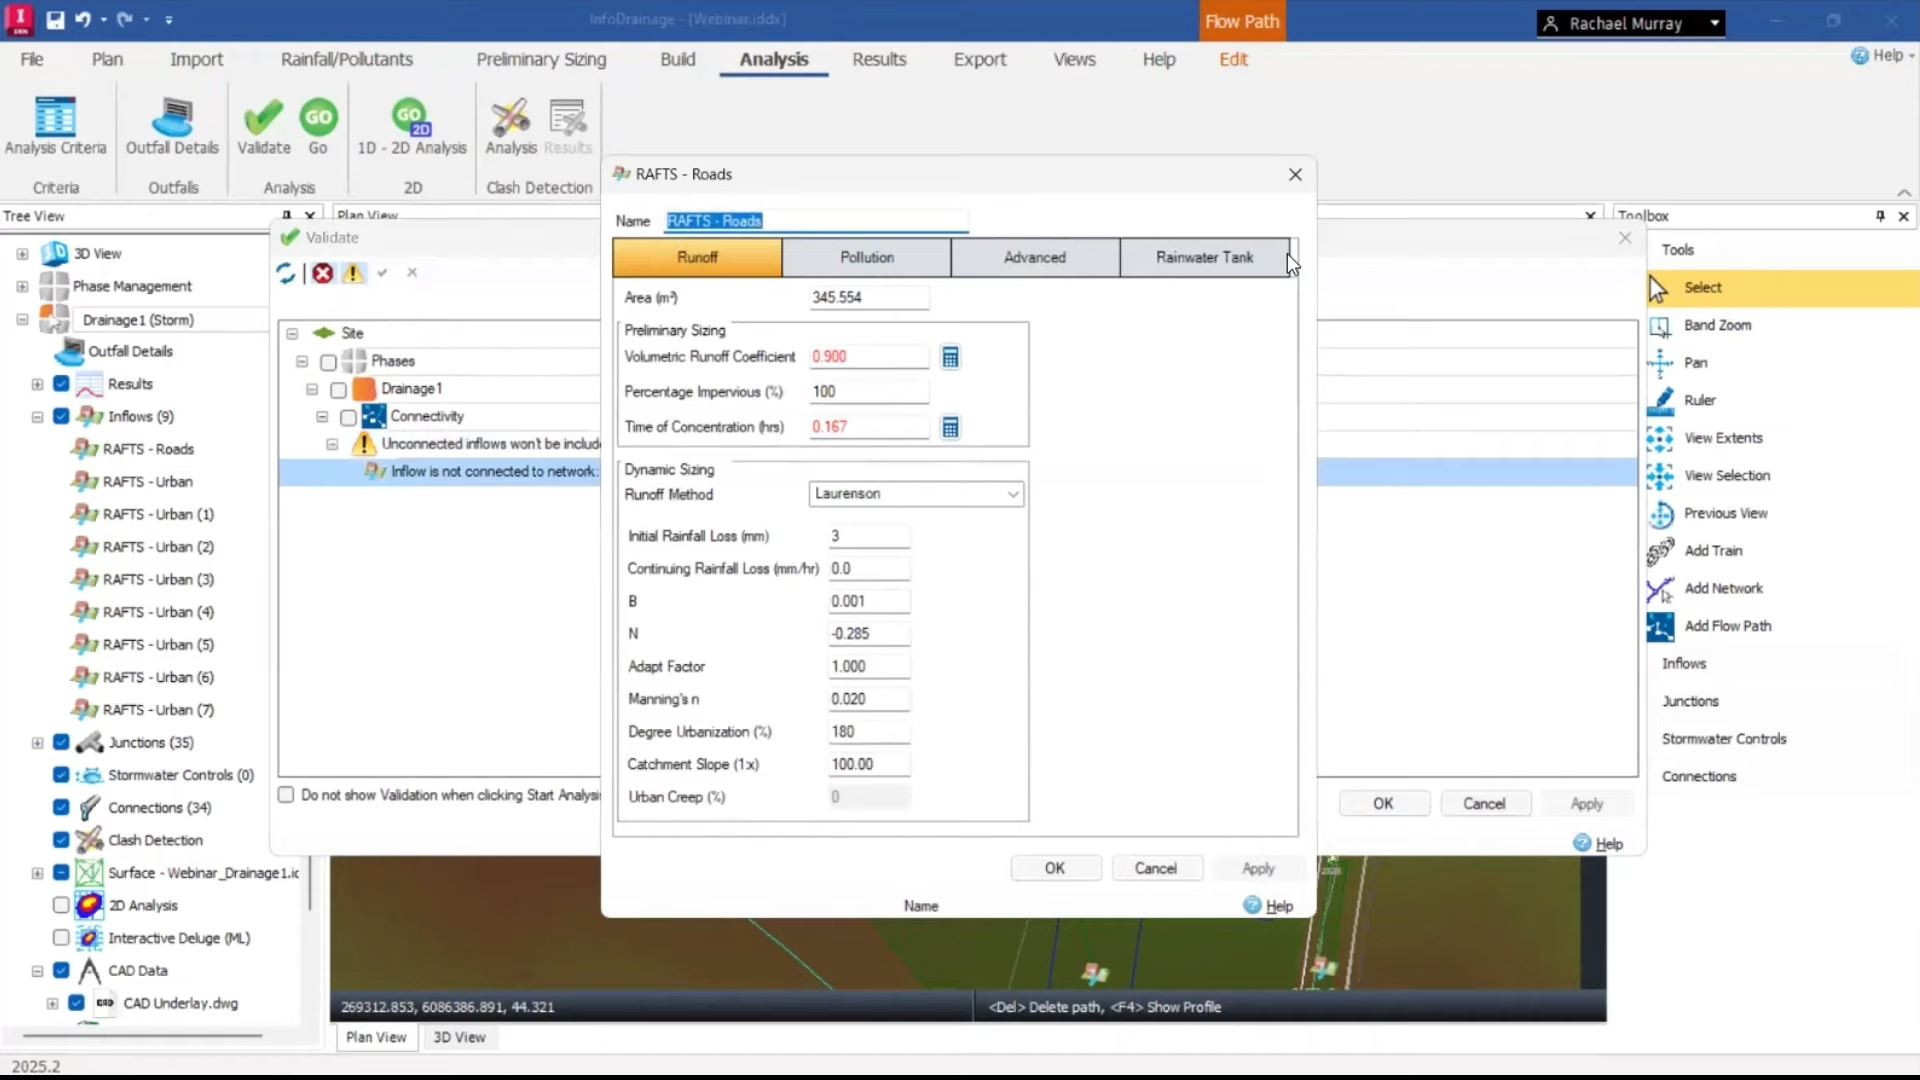 InfoDrainage - [Webinar.iddx]
Flow Path
Rachael Murray
File
Plan
Import
Rainfall/Pollutants
Preliminary Sizing
Build
Analysis
Results
Export
Views
Help
Edit
Help
Analysis Criteria
Outfall Details
Validate
GO
Go
GO
2D
1D - 2D Analysis
Analysis
Results
Criteria
Outfalls
Analysis
2D
Clash Detection
Tree View
Plan View
Toolbox
3D View
Phase Management
Drainage1 (Storm)
Outfall Details
Results
Inflows (9)
RAFTS - Roads
RAFTS - Urban
RAFTS - Urban (1)
RAFTS - Urban (2)
RAFTS - Urban (3)
RAFTS - Urban (4)
RAFTS - Urban (5)
RAFTS - Urban (6)
RAFTS - Urban (7)
Junctions (35)
Stormwater Controls (0)
Connections (34)
Clash Detection
Surface - Webinar_Drainage1.ic
2D Analysis
Interactive Deluge (ML)
CAD Data
CAD Underlay.dwg
Validate
Site
Phases
Drainage1
Connectivity
Unconnected inflows won't be include
Inflow is not connected to network:
Do not show Validation when clicking Start Analysis
OK
Cancel
Apply
Help
RAFTS - Roads
Name
RAFTS - Roads
Runoff
Pollution
Advanced
Rainwater Tank
Area (m²)
345.554
Preliminary Sizing
Volumetric Runoff Coefficient
0.900
Percentage Impervious (%)
100
Time of Concentration (hrs)
0.167
Dynamic Sizing
Runoff Method
Laurenson
Initial Rainfall Loss (mm)
3
Continuing Rainfall Loss (mm/hr)
0.0
B
0.001
N
-0.285
Adapt Factor
1.000
Manning's n
0.020
Degree Urbanization (%)
180
Catchment Slope (1:x)
100.00
Urban Creep (%)
0
OK
Cancel
Apply
Name
Help
Tools
Select
Band Zoom
Pan
Ruler
View Extents
View Selection
Previous View
Add Train
Add Network
Add Flow Path
Inflows
Junctions
Stormwater Controls
Connections
269312.853, 6086386.891, 44.321
<Del> Delete path, <F4> Show Profile
Plan View
3D View
2025.2